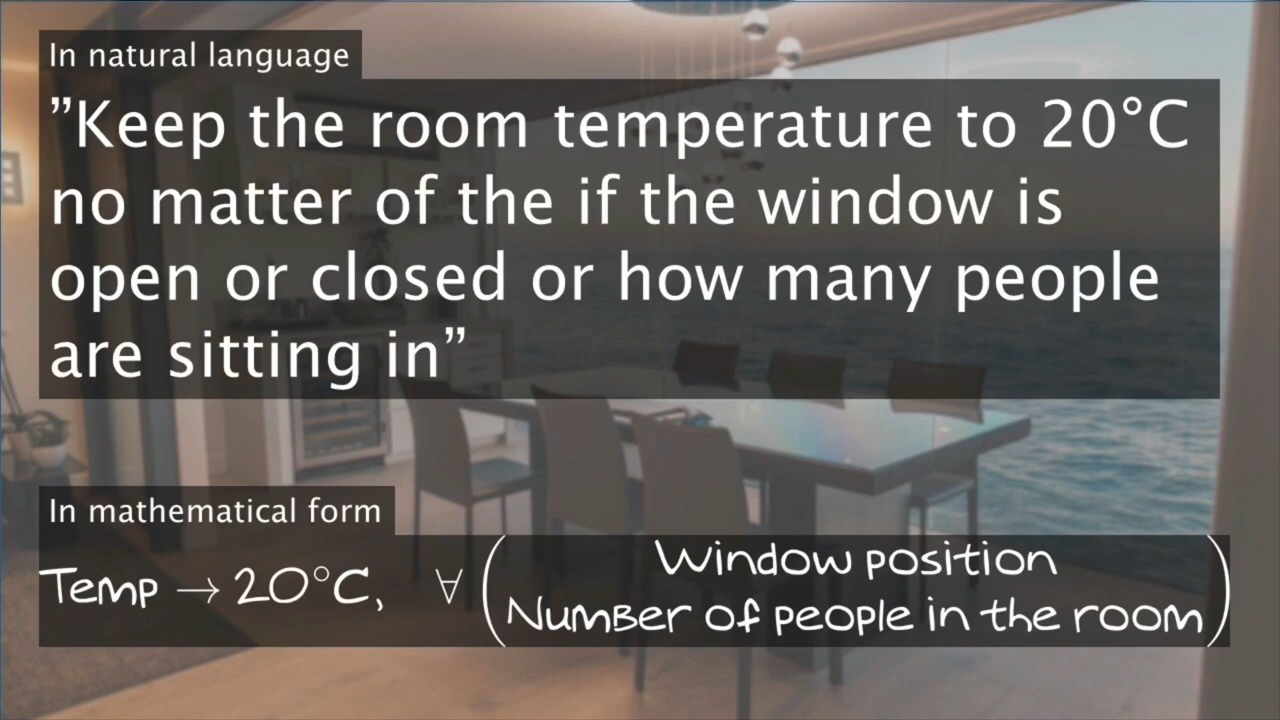 In natural language
”Keep the room temperature to 20°C
no matter of the if the window is
open or closed or how many people
are sitting in”
In mathematical form
Temp → 20°C, ∀ (Window position
Number of people in the room)